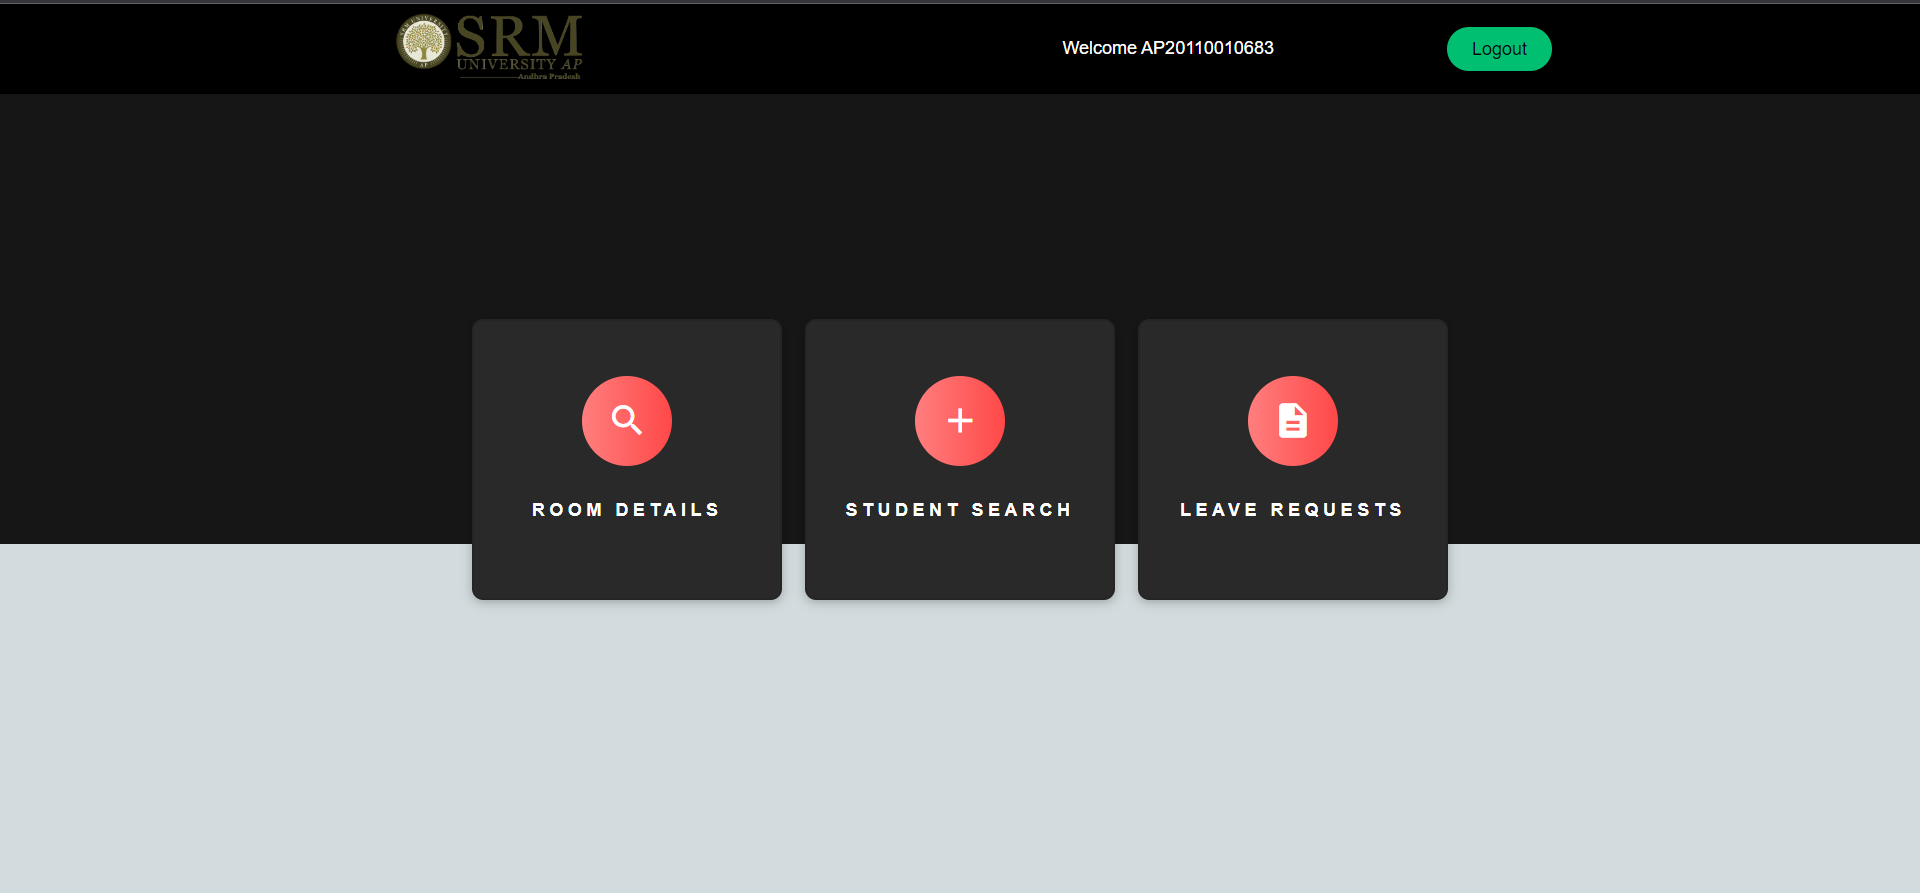 SRM
UNIVERSITY AP
Andhra Pradesh
Welcome AP20110010683
Logout
ROOM DETAILS
STUDENT SEARCH
LEAVE REQUESTS